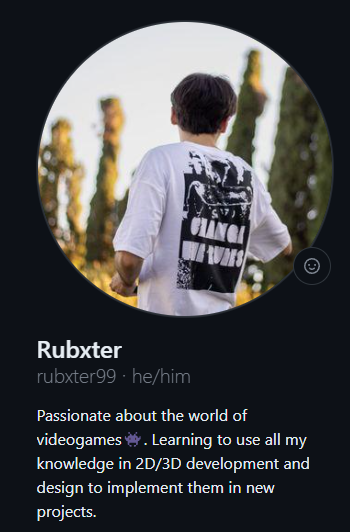 Rubxter
rubxter99 · he/him
Passionate about the world of
videogames👾. Learning to use all my
knowledge in 2D/3D development and
design to implement them in new
projects.